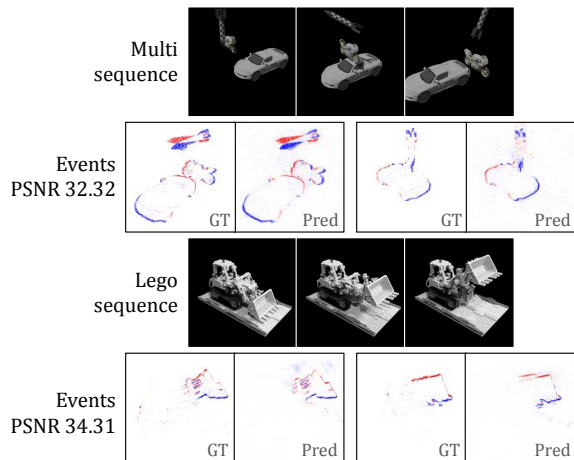 Multi
sequence
Events
PSNR 32.32
GT
Pred
GT
Pred
Lego
sequence
Events
PSNR 34.31
GT
Pred
GT
Pred